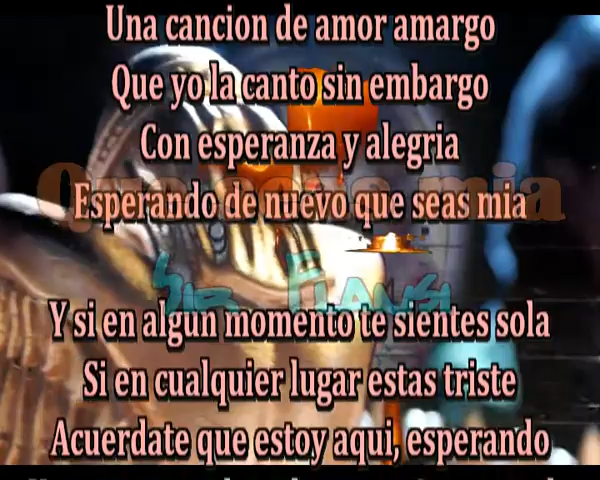 Una cancion de amor amargo
Que yo la canto sin embargo
Con esperanza y alegria
Esperando de nuevo que seas mia
Y si en algun momento te sientes sola
Si en cualquier lugar estas triste
Acuerdate que estoy aqui, esperando